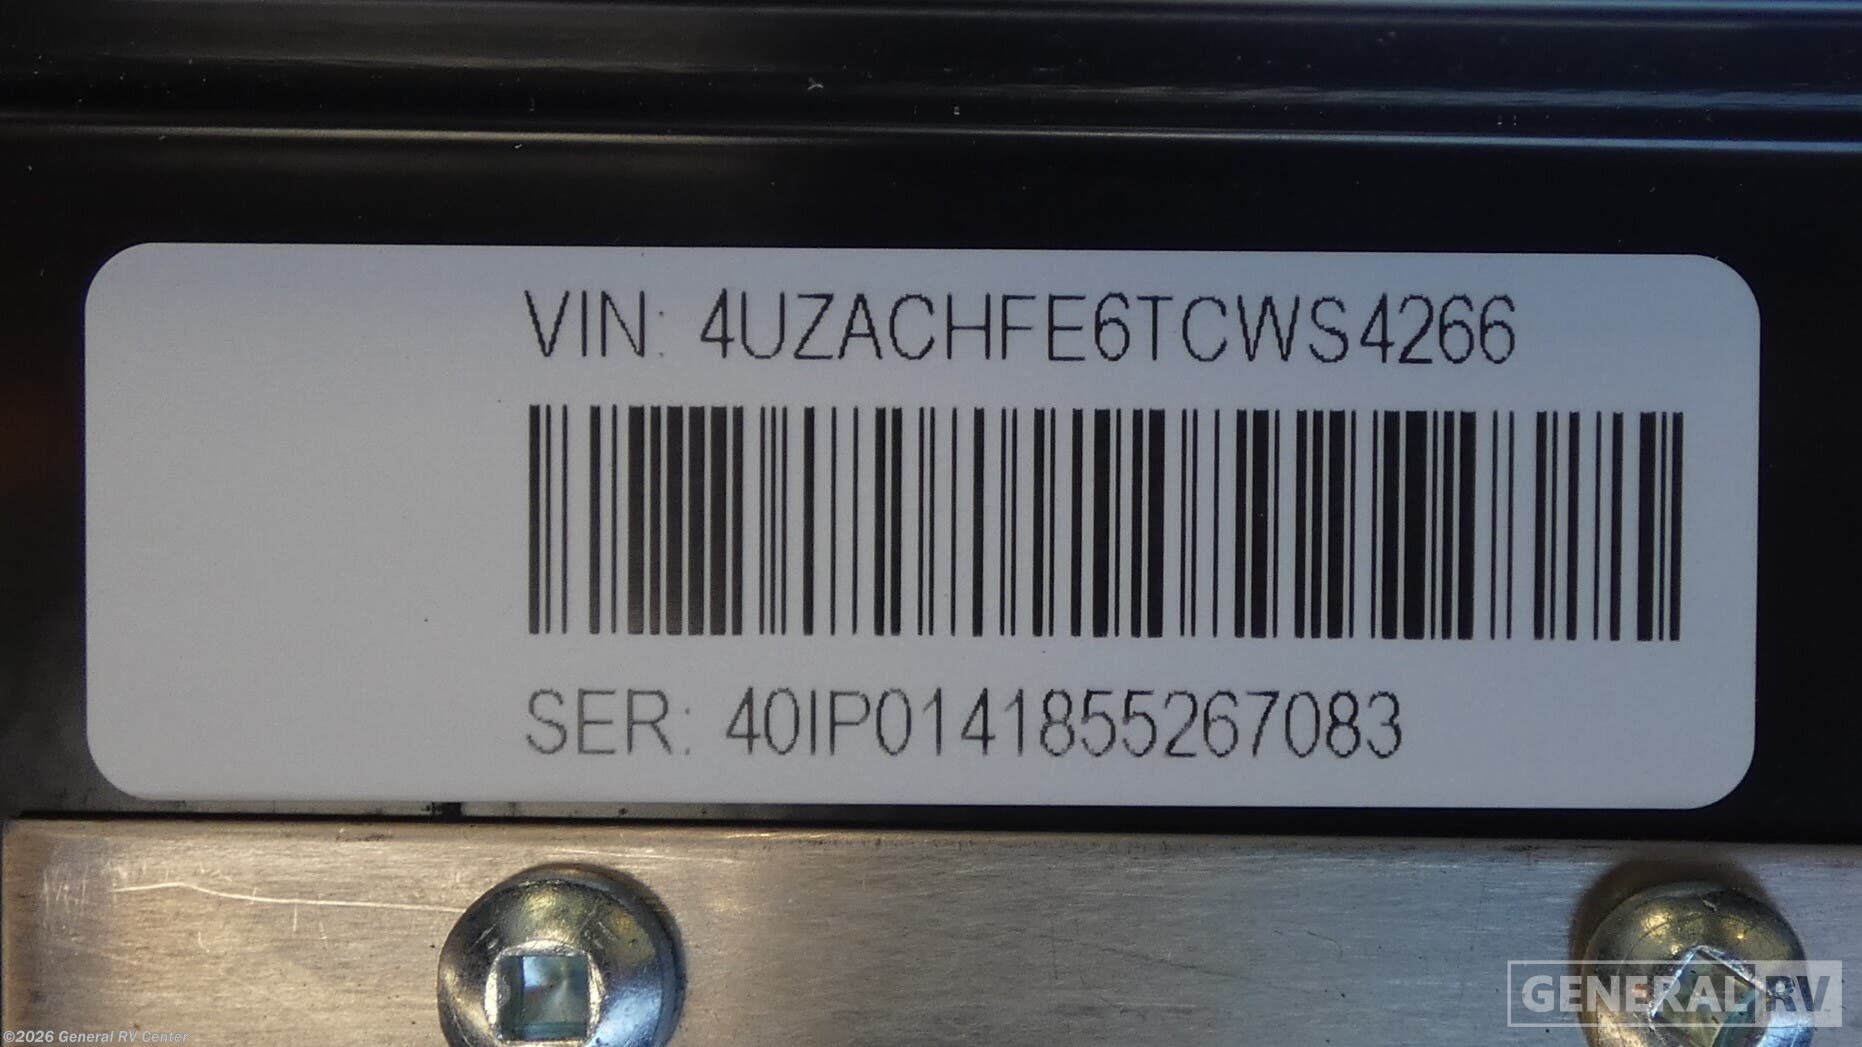 VIN: 4UZACHFE6TCWS4266
SER: 40IP0141855267083
GENERAL RV
©2026 General RV Center